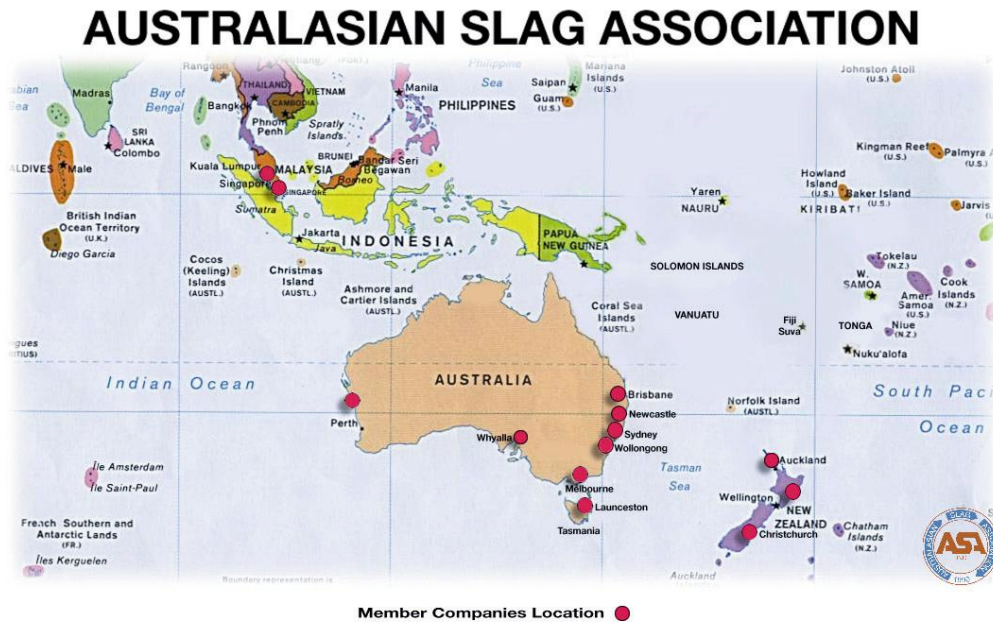 AUSTRALASIAN SLAG ASSOCIATION
Rangoon
THAILAND
VIETNAM
Manila
Philippine
Sea
Saipan
Mariana
Islands
(U.S.)
Guam
(U.S.)
Johnston Atoll
(U.S.)
Madras
Bay of
Bengal
Bangkok
CAMBODIA
Phnom
Penh
Spratly
Islands
PHILIPPINES
SRI
LANKA
Colombo
Male
Kuala Lumpur
MALAYSIA
BRUNEI
Bandar Seri
Begawan
Borneo
Singapore
SINGAPORE
Sumatra
Kingman Reef
(U.S.)
Palmyra A
Howland
Island
(U.S.)
Baker Island
(U.S.)
Jarvis
Yaren
NAURU
KIRIBATI
British Indian
Ocean Territory
(U.K.)
Diego Garcia
Jakarta
Java
INDONESIA
PAPUA
NEW GUINEA
SOLOMON ISLANDS
Tokelau
(N.Z.)
W.
SAMOA
Amer.
Samoa
(U.S.)
Cook
Islands
(N.Z.)
Cocos
(Keeling)
Islands
(AUSTL.)
Christmas
Island
(AUSTL.)
Ashmore and
Cartier Islands
(AUSTL.)
Coral Sea
Islands
(AUSTL.)
VANUATU
Fiji
Suva
TONGA
Niue
(N.Z.)
Nuku'alofa
Indian Ocean
AUSTRALIA
South Paci
Ocean
Brisbane
Newcastle
Sydney
Wollongong
Norfolk Island
(AUSTL.)
Perth
Whyalla
Melbourne
Launceston
Tasmania
Tasman
Sea
Auckland
Wellington
NEW
ZEALAND
Christchurch
Chatham
Islands
(N.Z.)
Île Amsterdam
Île Saint-Paul
French Southern and
Antarctic Lands
(FR.)
Îles Kerguelen
Auckland
Boundary representation is
ASA
Member Companies Location